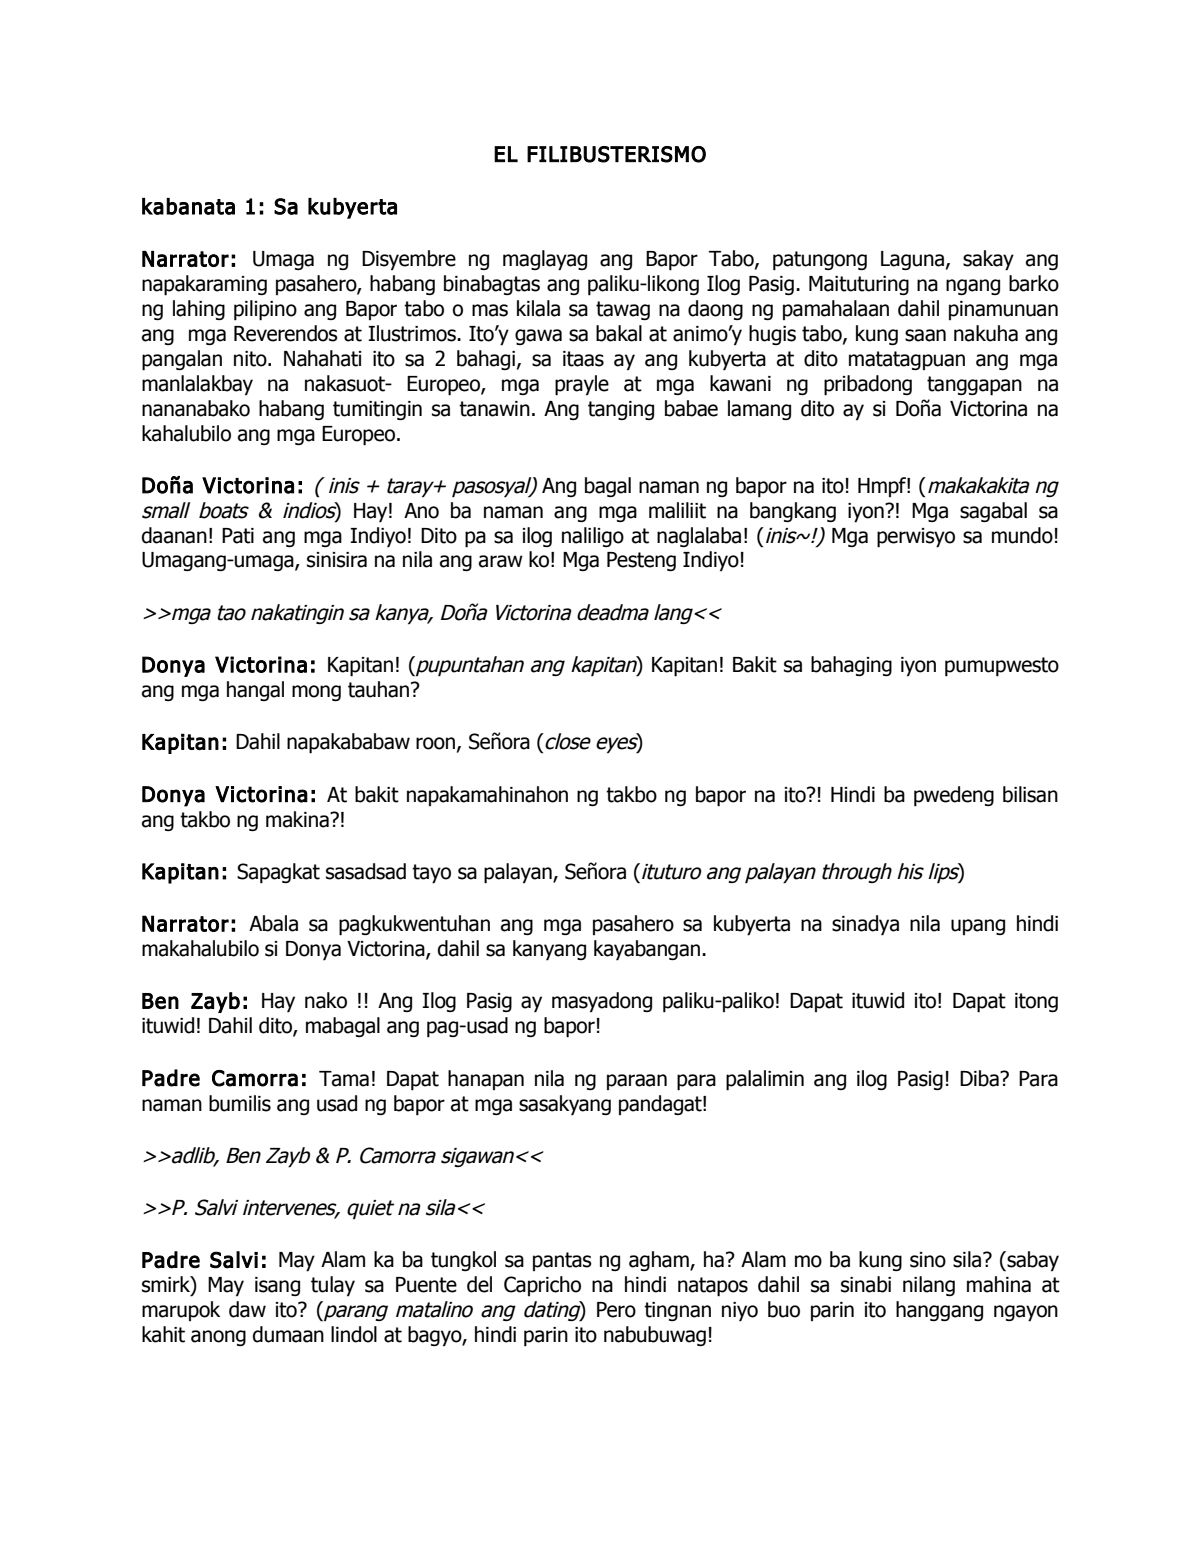 EL FILIBUSTERISMO
kabanata 1: Sa kubyerta
Narrator: Umaga ng Disyembre ng maglayag ang Bapor Tabo, patungong Laguna, sakay ang
napakaraming pasahero, habang binabagtas ang paliku-likong Ilog Pasig. Maituturing na ngang barko
ng lahing pilipino ang Bapor tabo o mas kilala sa tawag na daong ng pamahalaan dahil pinamunuan
ang  mga Reverendos at Ilustrimos. Ito’y gawa sa bakal at animo’y hugis tabo, kung saan nakuha ang
pangalan nito. Nahahati ito sa 2 bahagi, sa itaas ay ang kubyerta at dito matatagpuan ang mga
manlalakbay na nakasuot- Europeo, mga prayle at mga kawani ng pribadong tanggapan na
nananabako habang tumitingin sa tanawin. Ang tanging babae lamang dito ay si Doña Victorina na
kahalubilo ang mga Europeo.
Doña Victorina: ( inis + taray+ pasosyal) Ang bagal naman ng bapor na ito! Hmpf! (makakakita ng
small boats & indios) Hay! Ano ba naman ang mga maliliit na bangkang iyon?! Mga sagabal sa
daanan! Pati ang mga Indiyo! Dito pa sa ilog naliligo at naglalaba! (inis~!) Mga perwisyo sa mundo!
Umagang-umaga, sinisira na nila ang araw ko! Mga Pesteng Indiyo!
>>mga tao nakatingin sa kanya, Doña Victorina deadma lang<<
Donya Victorina: Kapitan! (pupuntahan ang kapitan) Kapitan! Bakit sa bahaging iyon pumupwesto
ang mga hangal mong tauhan?
Kapitan: Dahil napakababaw roon, Señora (close eyes)
Donya Victorina: At bakit napakamahinahon ng takbo ng bapor na ito?! Hindi ba pwedeng bilisan
ang takbo ng makina?!
Kapitan: Sapagkat sasadsad tayo sa palayan, Señora (ituturo ang palayan through his lips)
Narrator: Abala sa pagkukwentuhan ang mga pasahero sa kubyerta na sinadya nila upang hindi
makahalubilo si Donya Victorina, dahil sa kanyang kayabangan.
Ben Zayb: Hay nako !! Ang Ilog Pasig ay masyadong paliku-paliko! Dapat ituwid ito! Dapat itong
ituwid! Dahil dito, mabagal ang pag-usad ng bapor!
Padre Camorra: Tama! Dapat hanapan nila ng paraan para palalimin ang ilog Pasig! Diba? Para
naman bumilis ang usad ng bapor at mga sasakyang pandagat!
>>adlib, Ben Zayb & P. Camorra sigawan<<
>>P. Salvi intervenes, quiet na sila<<
Padre Salvi: May Alam ka ba tungkol sa pantas ng agham, ha? Alam mo ba kung sino sila? (sabay
smirk) May isang tulay sa Puente del Capricho na hindi natapos dahil sa sinabi nilang mahina at
marupok daw ito? (parang matalino ang dating) Pero tingnan niyo buo parin ito hanggang ngayon
kahit anong dumaan lindol at bagyo, hindi parin ito nabubuwag!